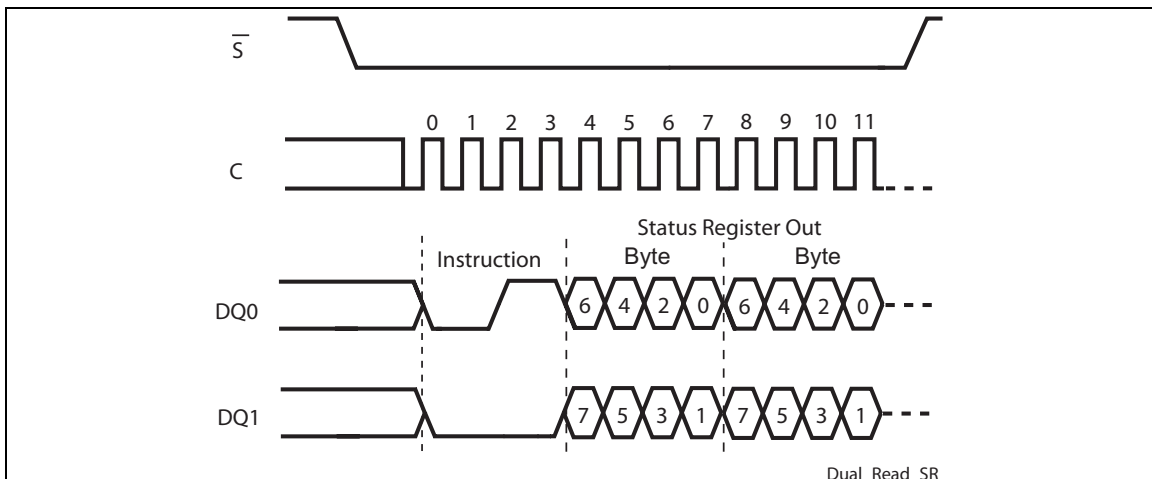 S
0 1 2 3 4 5 6 7 8 9 10 11
C
Status Register Out
Instruction Byte Byte
DQ0 6 4 2 0 6 4 2 0
DQ1 7 5 3 1 7 5 3 1
Dual_Read_SR